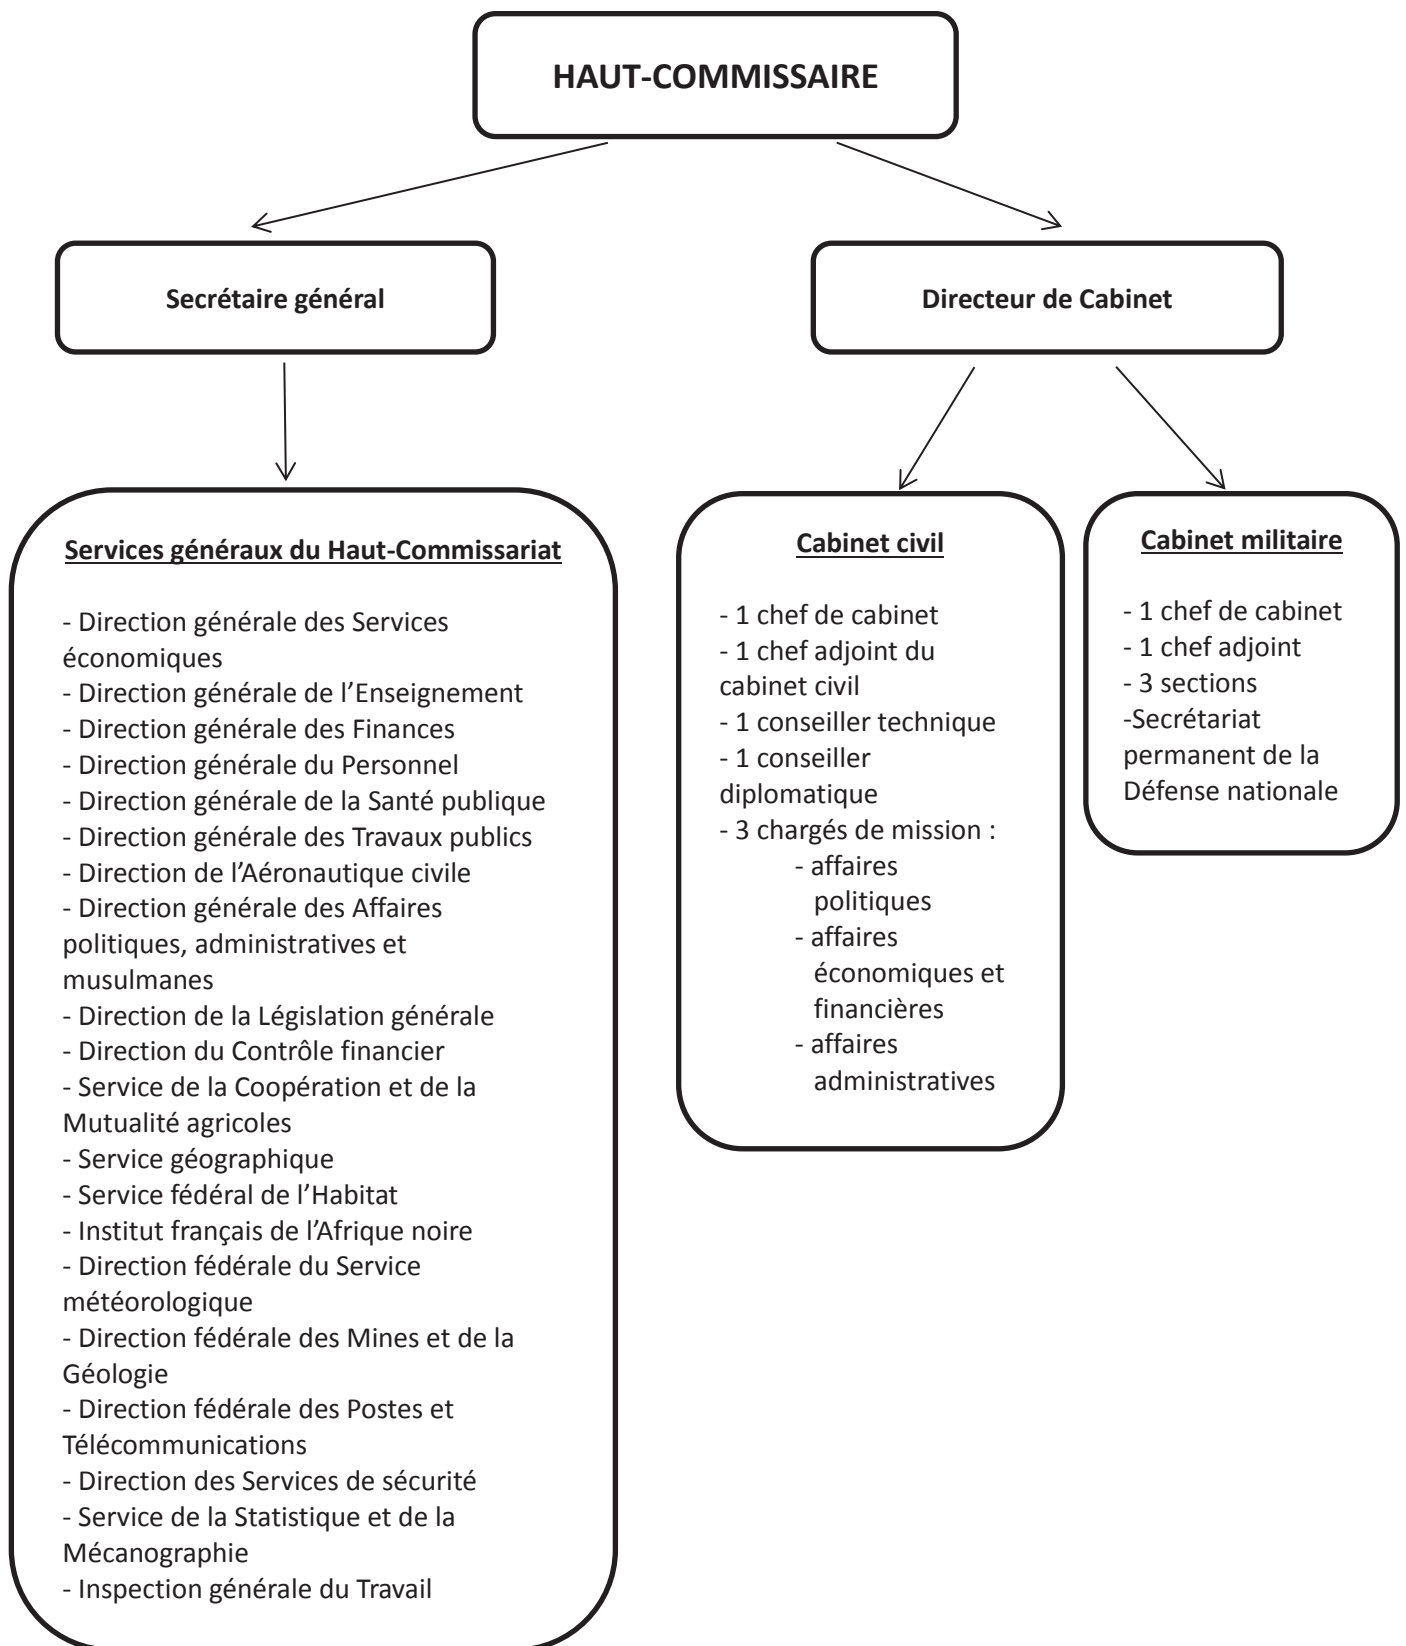 HAUT-COMMISSAIRE
Secrétaire général
Directeur de Cabinet
Services généraux du Haut-Commissariat
- Direction générale des Services
économiques
- Direction générale de l’Enseignement
- Direction générale des Finances
- Direction générale du Personnel
- Direction générale de la Santé publique
- Direction générale des Travaux publics
- Direction de l’Aéronautique civile
- Direction générale des Affaires
politiques, administratives et
musulmanes
- Direction de la Législation générale
- Direction du Contrôle financier
- Service de la Coopération et de la
Mutualité agricoles
- Service géographique
- Service fédéral de l’Habitat
- Institut français de l’Afrique noire
- Direction fédérale du Service
météorologique
- Direction fédérale des Mines et de la
Géologie
- Direction fédérale des Postes et
Télécommunications
- Direction des Services de sécurité
- Service de la Statistique et de la
Mécanographie
- Inspection générale du Travail
Cabinet civil
- 1 chef de cabinet
- 1 chef adjoint du
cabinet civil
- 1 conseiller technique
- 1 conseiller
diplomatique
- 3 chargés de mission :
- affaires
politiques
- affaires
économiques et
financières
- affaires
administratives
Cabinet militaire
- 1 chef de cabinet
- 1 chef adjoint
- 3 sections
-Secrétariat
permanent de la
Défense nationale